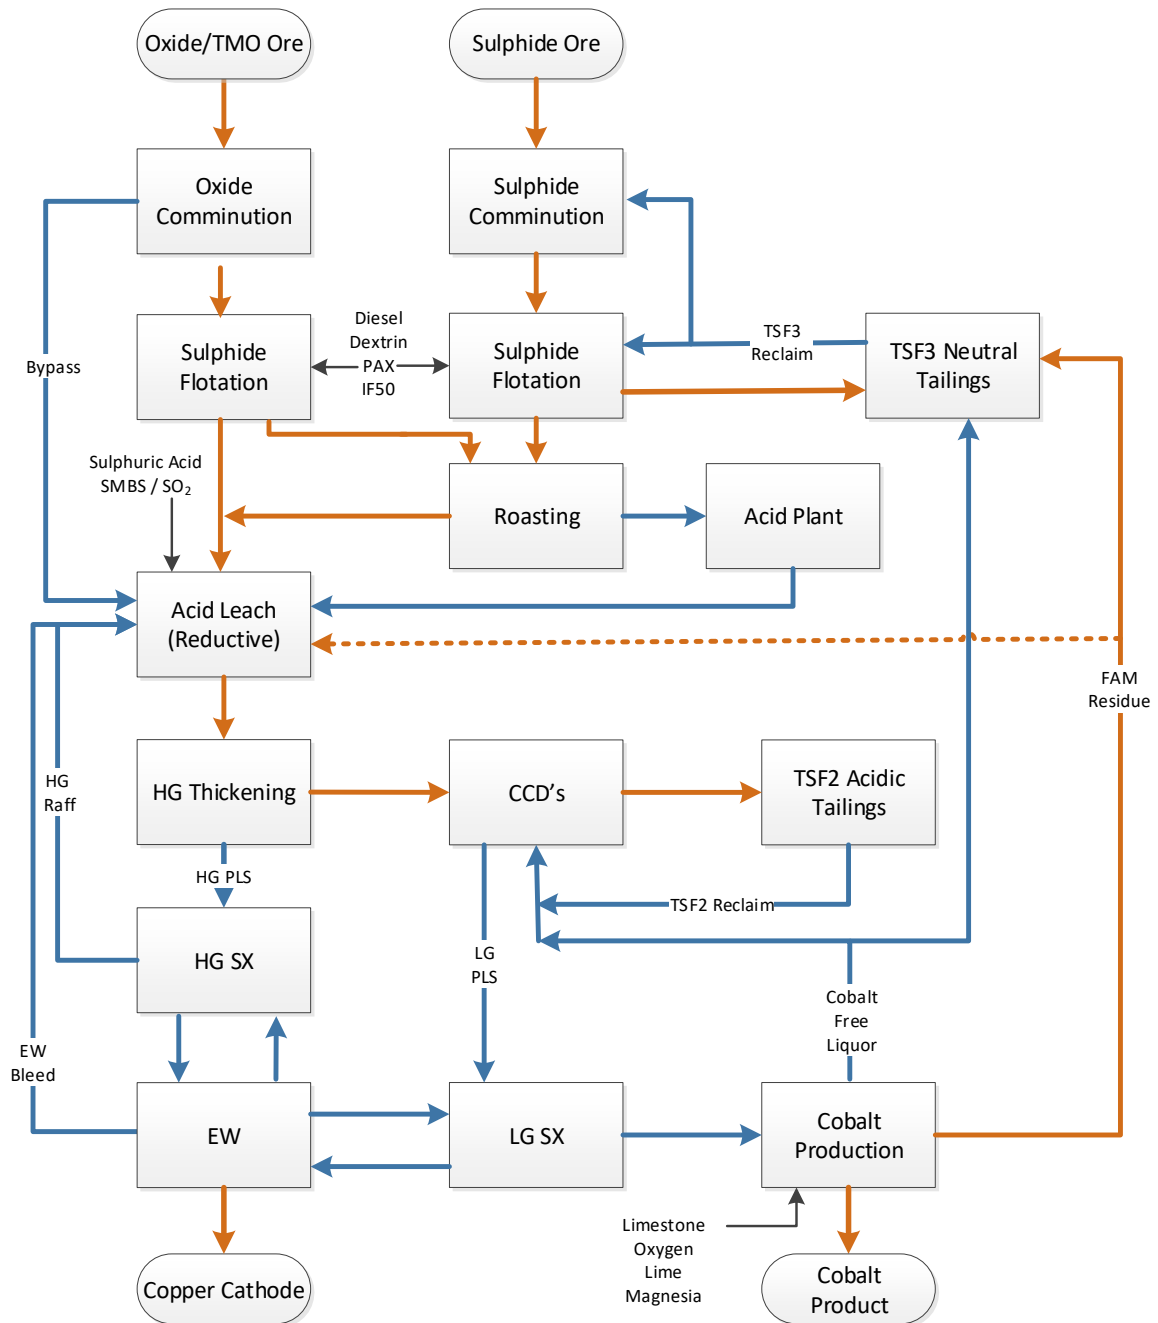 Oxide/TMO Ore
Sulphide Ore
Oxide
Comminution
Sulphide
Comminution
Bypass
Sulphide
Flotation
Diesel
Dextrin
PAX
IF50
Sulphide
Flotation
TSF3
Reclaim
TSF3 Neutral
Tailings
Sulphuric Acid
SMBS / SO₂
Roasting
Acid Plant
Acid Leach
(Reductive)
FAM
Residue
HG
Raff
HG Thickening
CCD's
TSF2 Acidic
Tailings
HG PLS
TSF2 Reclaim
HG SX
LG
PLS
Cobalt
Free
Liquor
EW
Bleed
EW
LG SX
Cobalt
Production
Limestone
Oxygen
Lime
Magnesia
Copper Cathode
Cobalt
Product